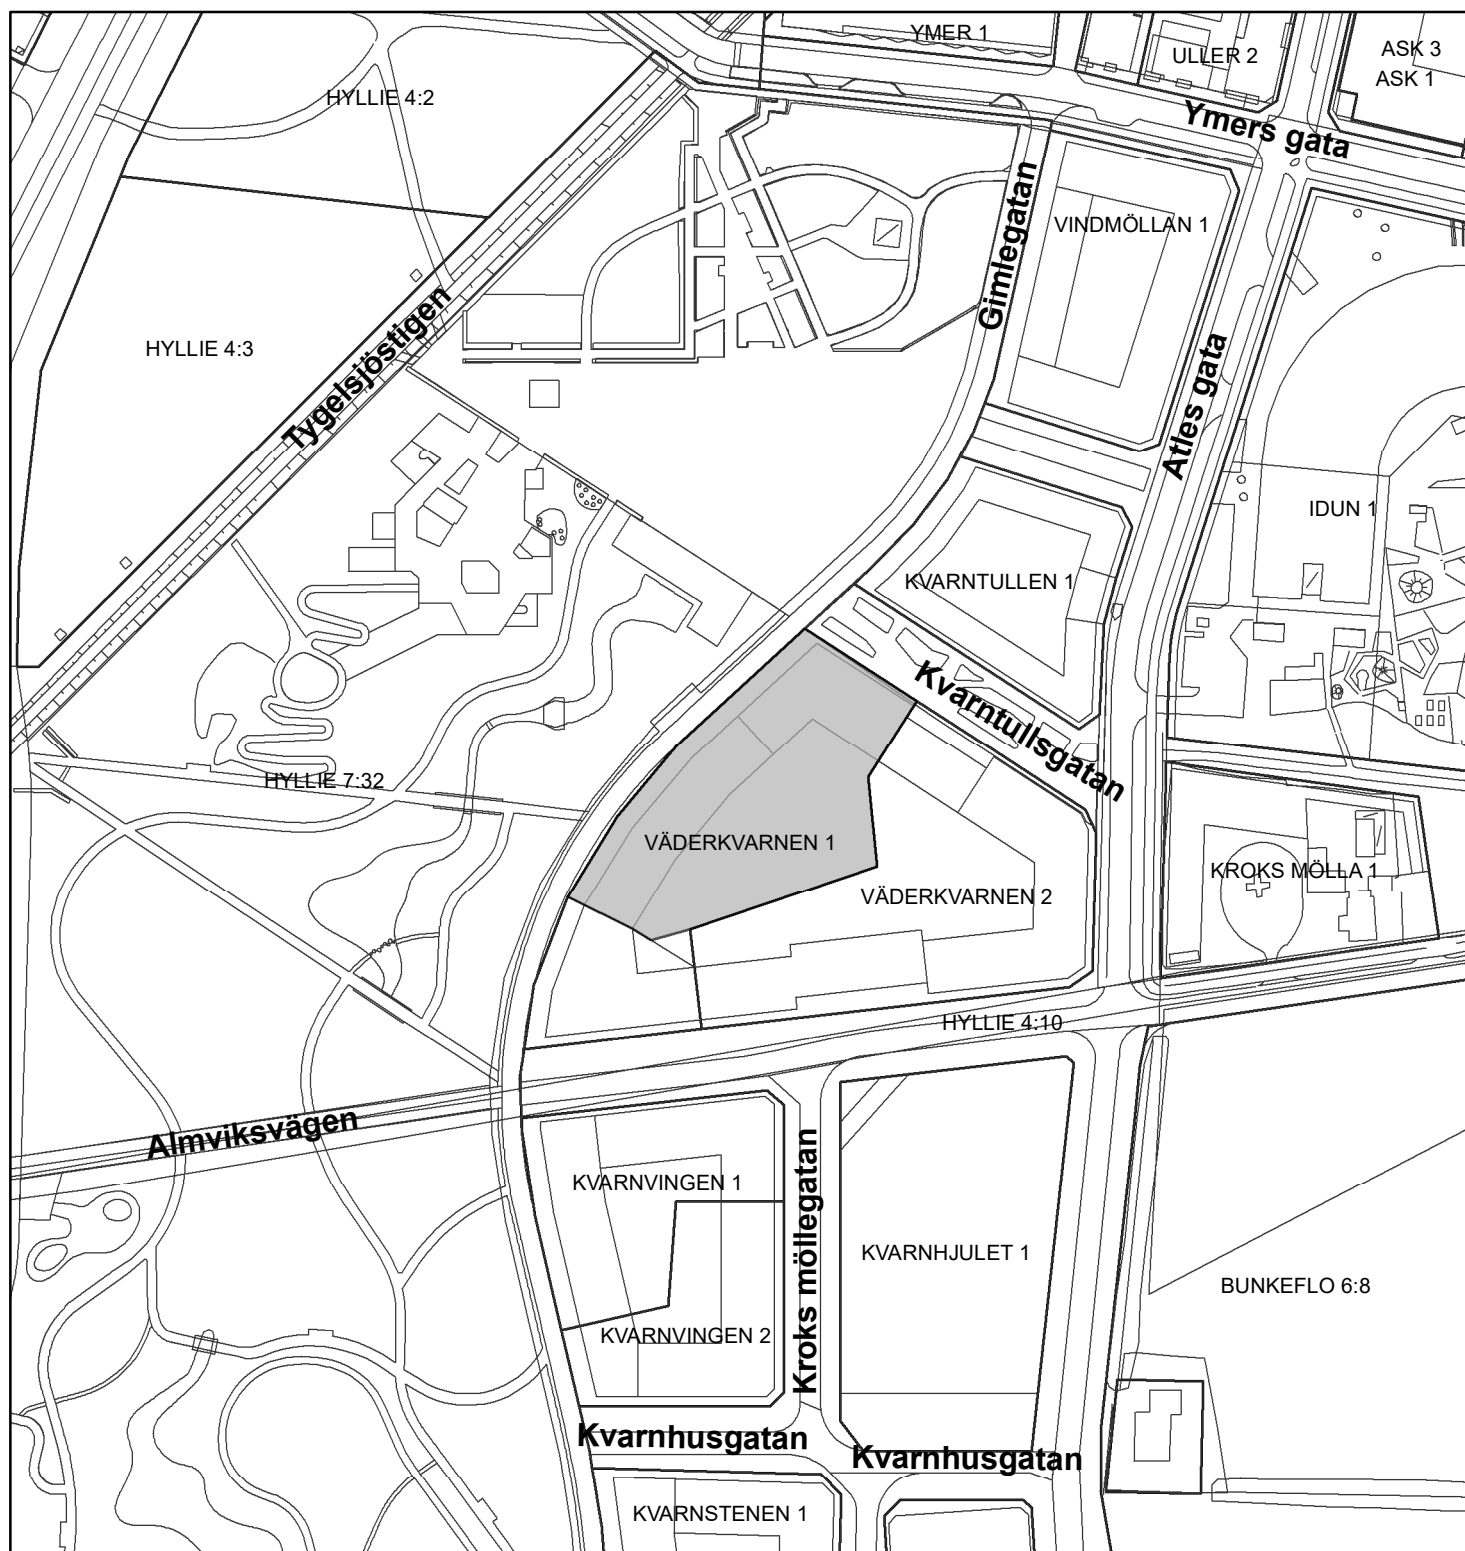 YMER 1
ULLER 2
ASK 3
ASK 1
HYLLIE 4:2
Ymers gata
Gimlegatan
VINDMÖLLAN 1
HYLLIE 4:3
Tygelsjöstigen
Atles gata
IDUN 1
KVARNTULLEN 1
Kvarntullsgatan
HYLLIE 7:32
VÄDERKVARNEN 1
KROKS MÖLLA 1
VÄDERKVARNEN 2
HYLLIE 4:10
Almviksvägen
KVARNVINGEN 1
Kroks möllegatan
KVARNHJULET 1
BUNKEFLO 6:8
KVARNVINGEN 2
Kvarnhusgatan
Kvarnhusgatan
KVARNSTENEN 1